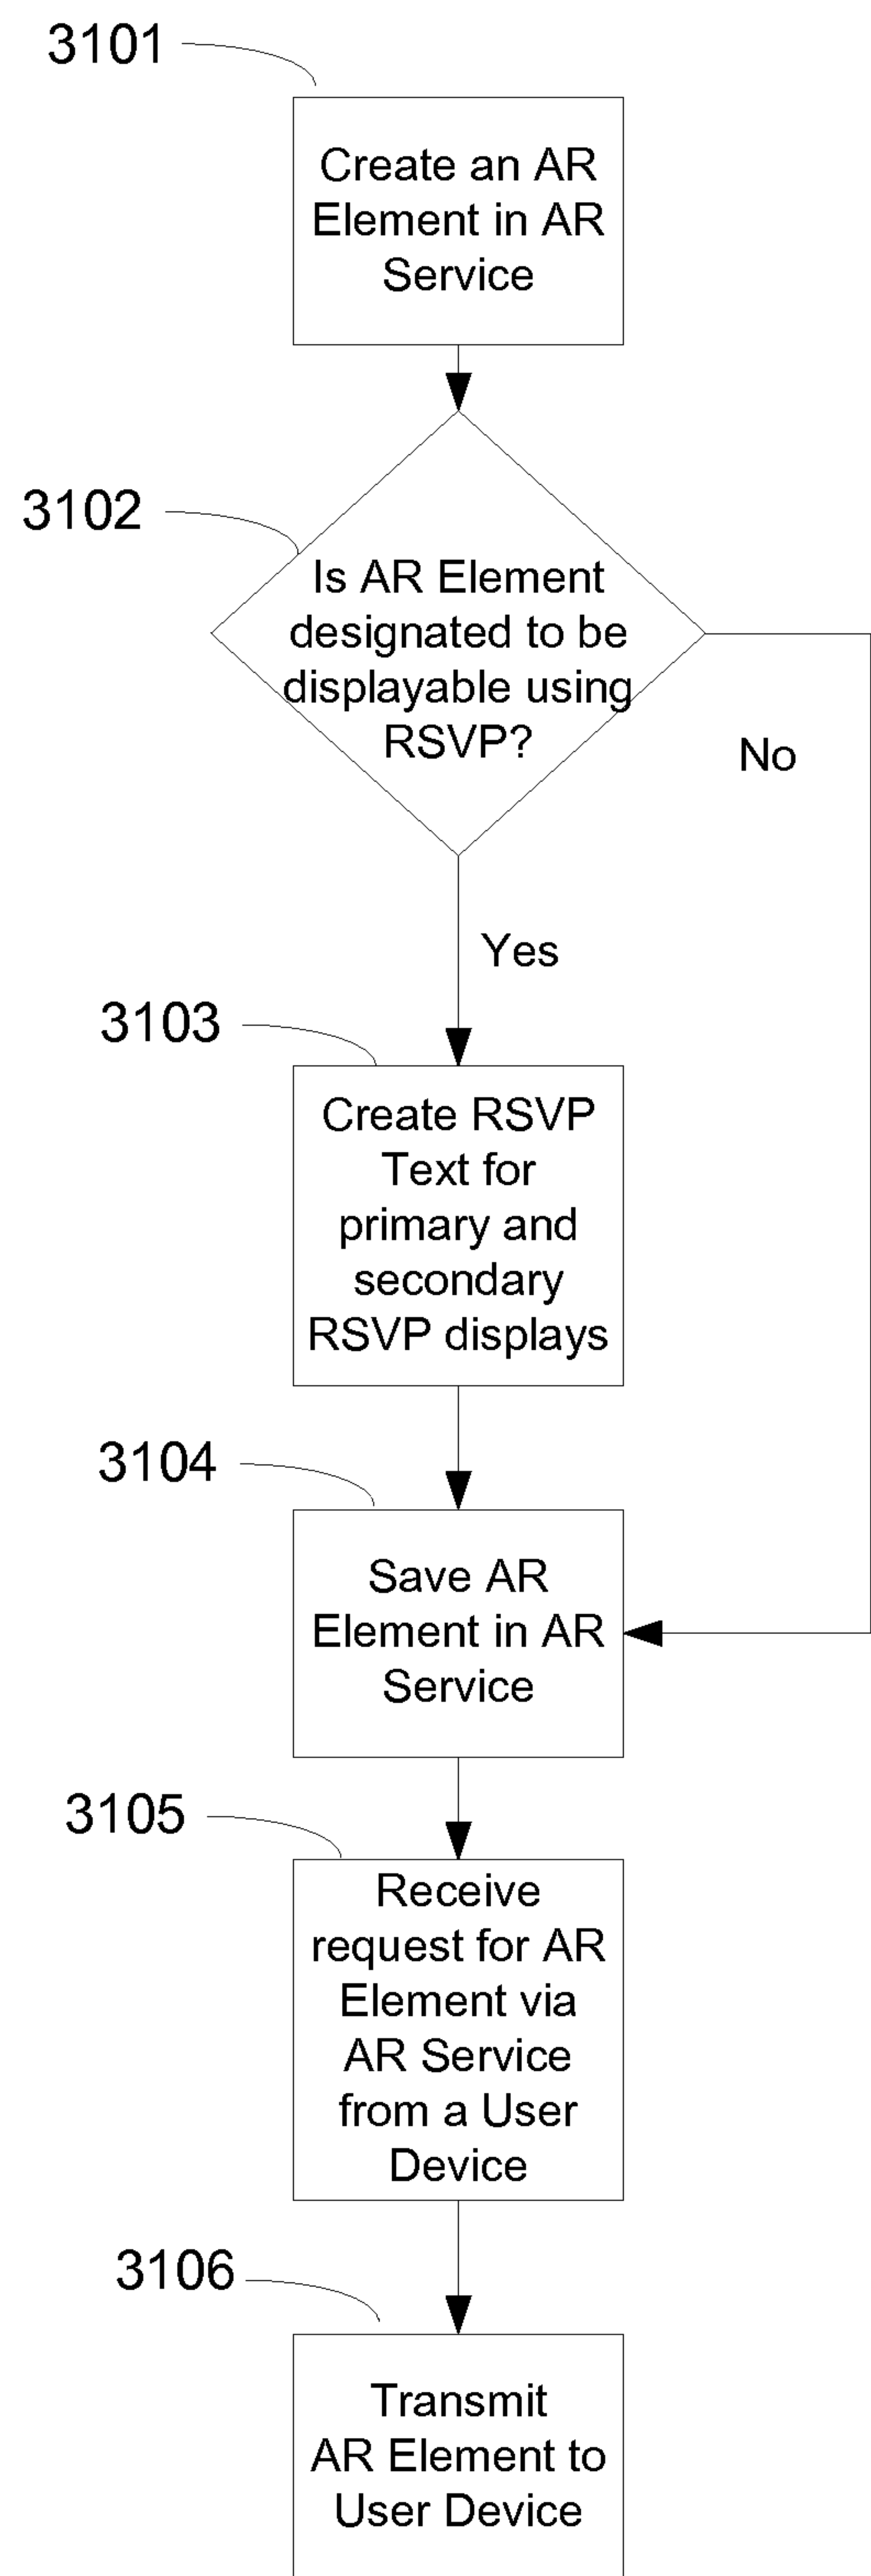 3101
Create an AR
Element in AR
Service
3102
Is AR Element
designated to be
displayable using
RSVP?
No
Yes
3103
Create RSVP
Text for
primary and
secondary
RSVP displays
3104
Save AR
Element in AR
Service
3105
Receive
request for AR
Element via
AR Service
from a User
Device
3106
Transmit
AR Element to
User Device